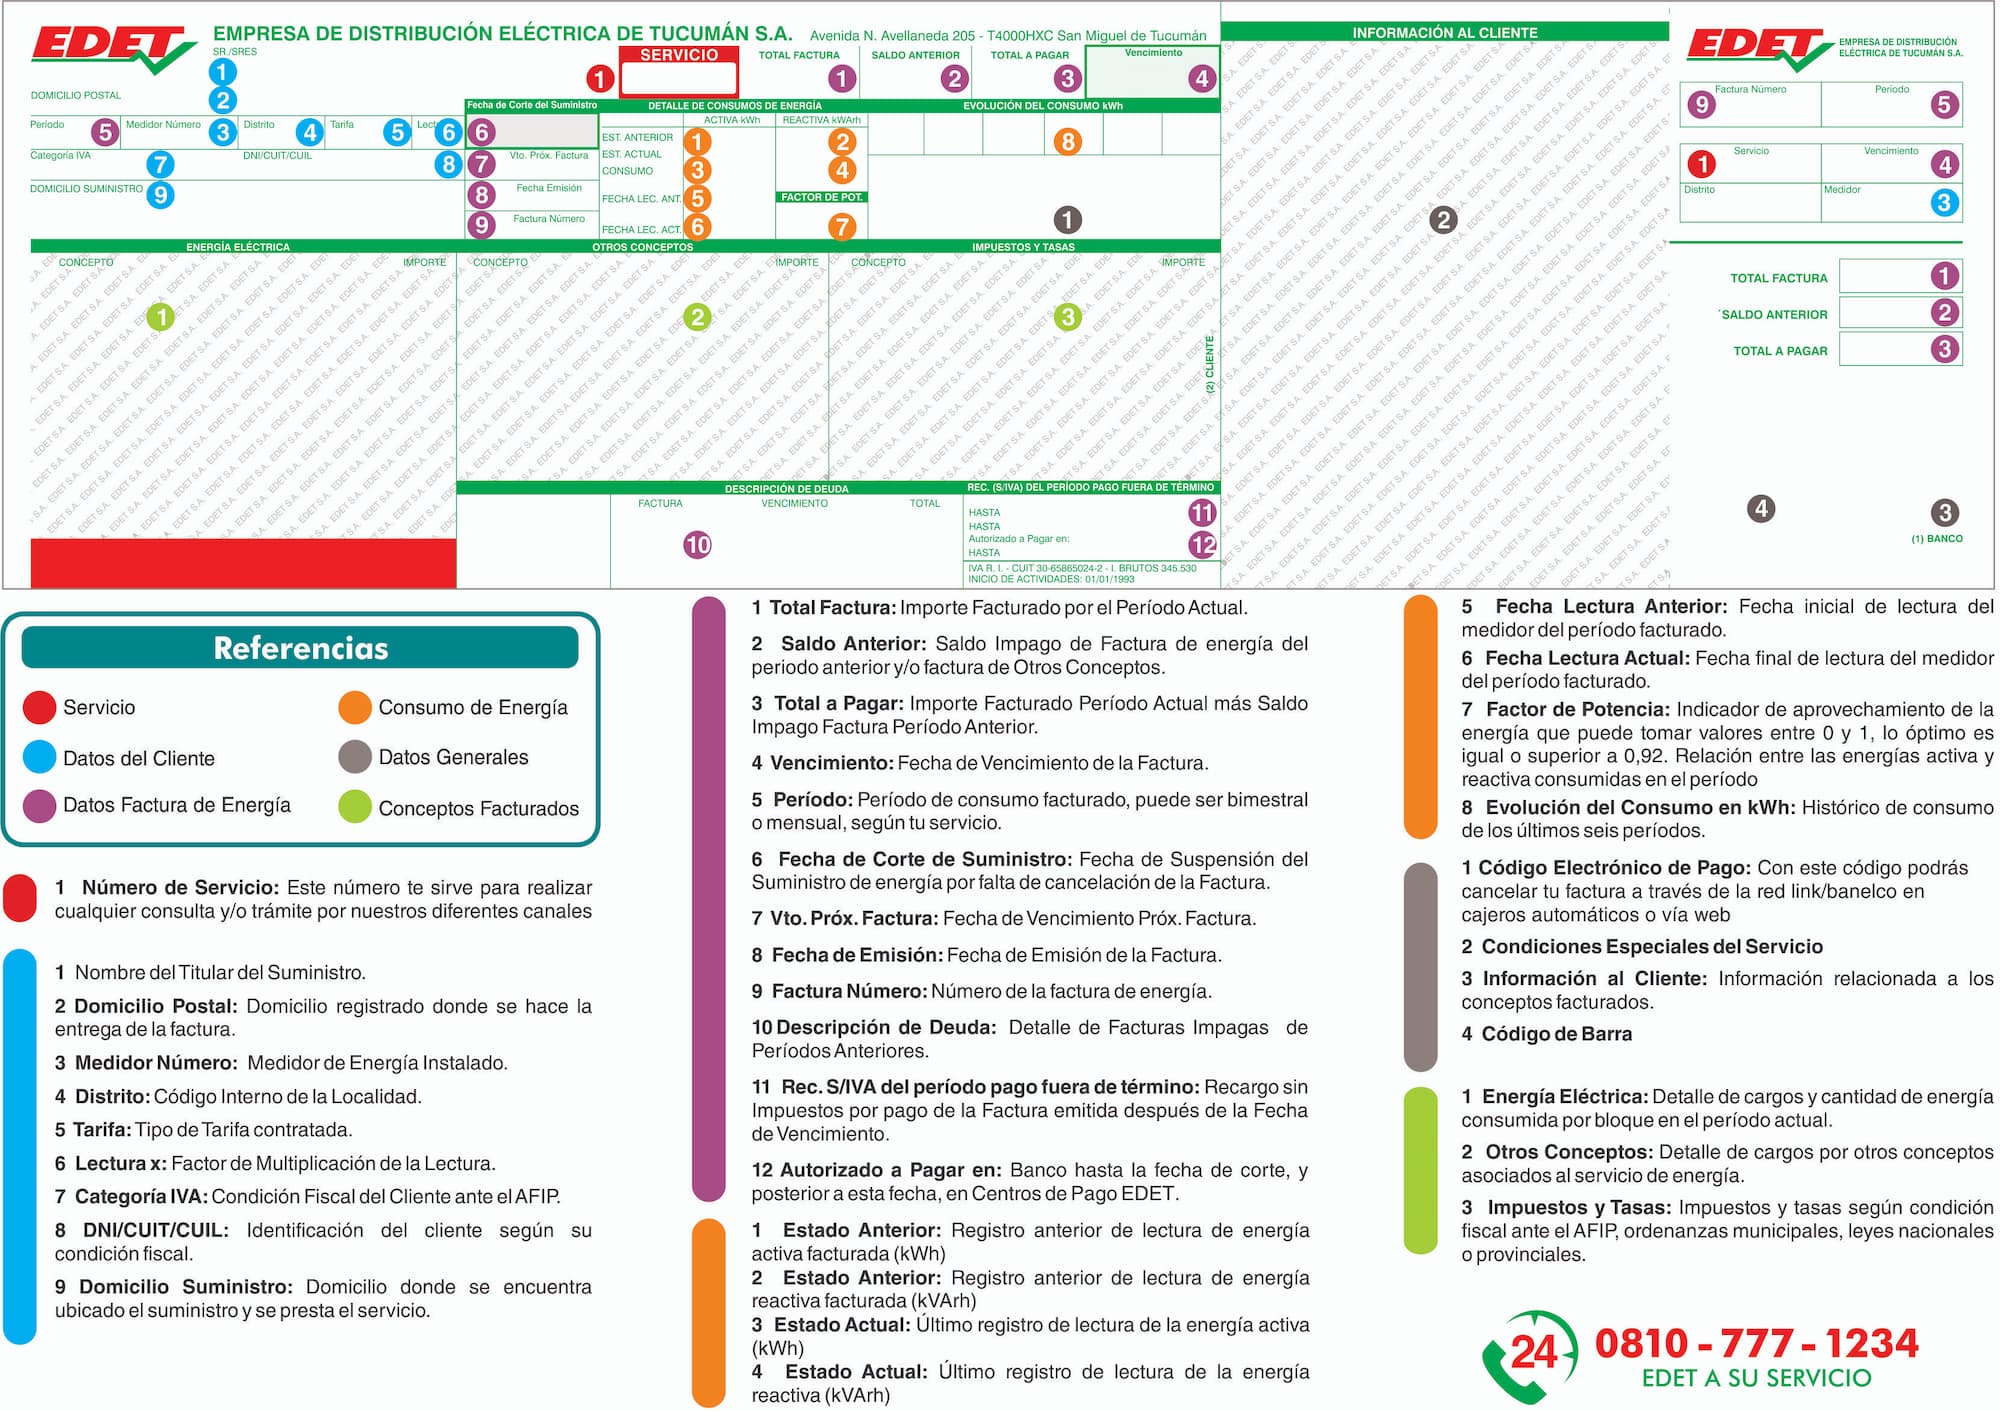 EDET
EMPRESA DE DISTRIBUCIÓN ELÉCTRICA DE TUCUMÁN S.A. Avenida N. Avellaneda 205 - T4000HXC San Miguel de Tucumán
SR./SRES
1
2
DOMICILIO POSTAL
1 SERVICIO
TOTAL FACTURA 1
SALDO ANTERIOR 2
TOTAL A PAGAR 3
Vencimiento 4
Período 5
Medidor Número 3
Distrito 4
Tarifa 5
Lect 6
Categoría IVA 7
DNI/CUIT/CUIL 8
DOMICILIO SUMINISTRO 9
Fecha de Corte del Suministro
6
7 Vto. Próx. Factura
8 Fecha Emisión
9 Factura Número
DETALLE DE CONSUMOS DE ENERGÍA
ACTIVA kWh REACTIVA kWArh
EST. ANTERIOR 1 2
EST. ACTUAL
CONSUMO 3 4
FECHA LEC. ANT. 5 FACTOR DE POT.
FECHA LEC. ACT. 6 7
EVOLUCIÓN DEL CONSUMO kWh
8
1
ENERGÍA ELÉCTRICA
CONCEPTO IMPORTE
1
OTROS CONCEPTOS
CONCEPTO IMPORTE
2
IMPUESTOS Y TASAS
CONCEPTO IMPORTE
3
(2) CLIENTE
DESCRIPCIÓN DE DEUDA
FACTURA VENCIMIENTO TOTAL
10
REC. (S/IVA) DEL PERÍODO PAGO FUERA DE TÉRMINO
HASTA 11
HASTA
Autorizado a Pagar en: 12
HASTA
IVA R. I. - CUIT 30-65865024-2 - I. BRUTOS 345.530
INICIO DE ACTIVIDADES: 01/01/1993
INFORMACIÓN AL CLIENTE
EDET S.A.
2
EDET
EMPRESA DE DISTRIBUCIÓN
ELÉCTRICA DE TUCUMÁN S.A.
9 Factura Número
Período 5
1 Servicio
Vencimiento 4
Distrito
Medidor 3
TOTAL FACTURA 1
´SALDO ANTERIOR 2
TOTAL A PAGAR 3
4
3
(1) BANCO
Referencias
Servicio
Datos del Cliente
Datos Factura de Energía
Consumo de Energía
Datos Generales
Conceptos Facturados
1 Número de Servicio: Este número te sirve para realizar
cualquier consulta y/o trámite por nuestros diferentes canales
1 Nombre del Titular del Suministro.
2 Domicilio Postal: Domicilio registrado donde se hace la
entrega de la factura.
3 Medidor Número: Medidor de Energía Instalado.
4 Distrito: Código Interno de la Localidad.
5 Tarifa: Tipo de Tarifa contratada.
6 Lectura x: Factor de Multiplicación de la Lectura.
7 Categoría IVA: Condición Fiscal del Cliente ante el AFIP.
8 DNI/CUIT/CUIL: Identificación del cliente según su
condición fiscal.
9 Domicilio Suministro: Domicilio donde se encuentra
ubicado el suministro y se presta el servicio.
1 Total Factura: Importe Facturado por el Período Actual.
2 Saldo Anterior: Saldo Impago de Factura de energía del
periodo anterior y/o factura de Otros Conceptos.
3 Total a Pagar: Importe Facturado Período Actual más Saldo
Impago Factura Período Anterior.
4 Vencimiento: Fecha de Vencimiento de la Factura.
5 Período: Período de consumo facturado, puede ser bimestral
o mensual, según tu servicio.
6 Fecha de Corte de Suministro: Fecha de Suspensión del
Suministro de energía por falta de cancelación de la Factura.
7 Vto. Próx. Factura: Fecha de Vencimiento Próx. Factura.
8 Fecha de Emisión: Fecha de Emisión de la Factura.
9 Factura Número: Número de la factura de energía.
10 Descripción de Deuda: Detalle de Facturas Impagas de
Períodos Anteriores.
11 Rec. S/IVA del período pago fuera de término: Recargo sin
Impuestos por pago de la Factura emitida después de la Fecha
de Vencimiento.
12 Autorizado a Pagar en: Banco hasta la fecha de corte, y
posterior a esta fecha, en Centros de Pago EDET.
1 Estado Anterior: Registro anterior de lectura de energía
activa facturada (kWh)
2 Estado Anterior: Registro anterior de lectura de energía
reactiva facturada (kVArh)
3 Estado Actual: Último registro de lectura de la energía activa
(kWh)
4 Estado Actual: Último registro de lectura de la energía
reactiva (kVArh)
5 Fecha Lectura Anterior: Fecha inicial de lectura del
medidor del período facturado.
6 Fecha Lectura Actual: Fecha final de lectura del medidor
del período facturado.
7 Factor de Potencia: Indicador de aprovechamiento de la
energía que puede tomar valores entre 0 y 1, lo óptimo es
igual o superior a 0,92. Relación entre las energías activa y
reactiva consumidas en el período
8 Evolución del Consumo en kWh: Histórico de consumo
de los últimos seis períodos.
1 Código Electrónico de Pago: Con este código podrás
cancelar tu factura a través de la red link/banelco en
cajeros automáticos o vía web
2 Condiciones Especiales del Servicio
3 Información al Cliente: Información relacionada a los
conceptos facturados.
4 Código de Barra
1 Energía Eléctrica: Detalle de cargos y cantidad de energía
consumida por bloque en el período actual.
2 Otros Conceptos: Detalle de cargos por otros conceptos
asociados al servicio de energía.
3 Impuestos y Tasas: Impuestos y tasas según condición
fiscal ante el AFIP, ordenanzas municipales, leyes nacionales
o provinciales.
24
0810 - 777 - 1234
EDET A SU SERVICIO